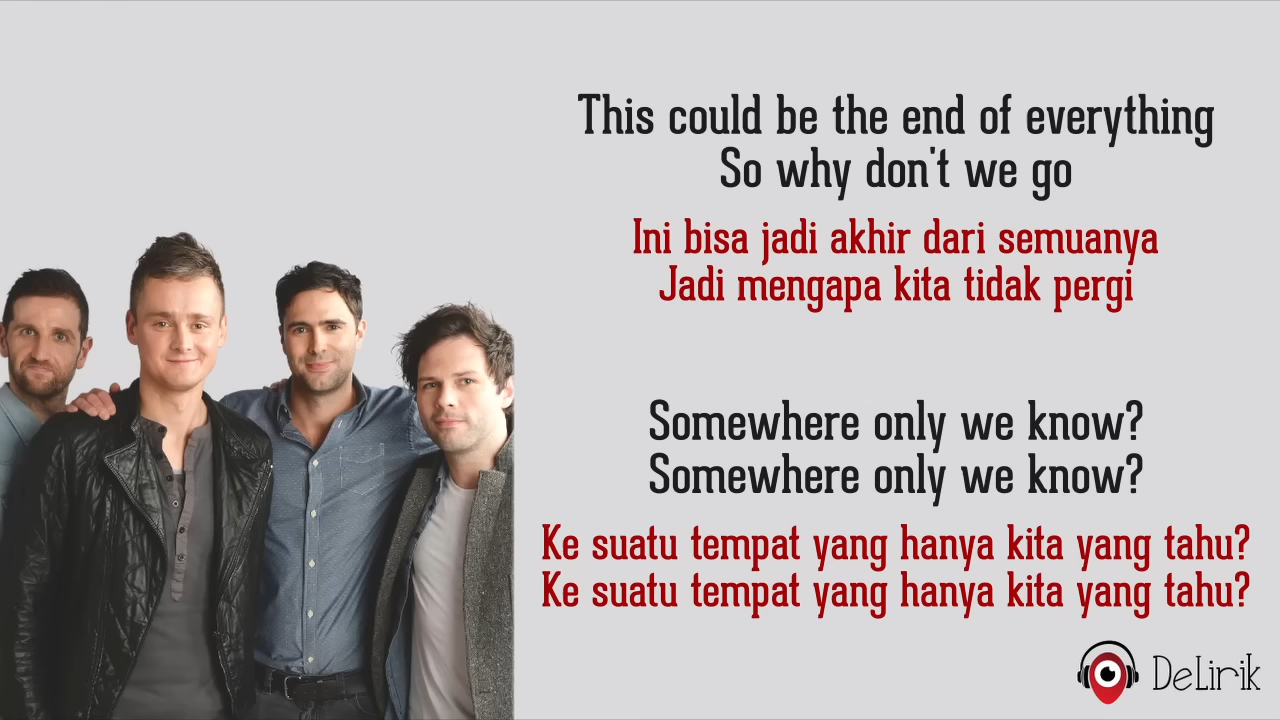 This could be the end of everything
So why don't we go
Ini bisa jadi akhir dari semuanya
Jadi mengapa kita tidak pergi
Somewhere only we know?
Somewhere only we know?
Ke suatu tempat yang hanya kita yang tahu?
Ke suatu tempat yang hanya kita yang tahu?
DeLirik